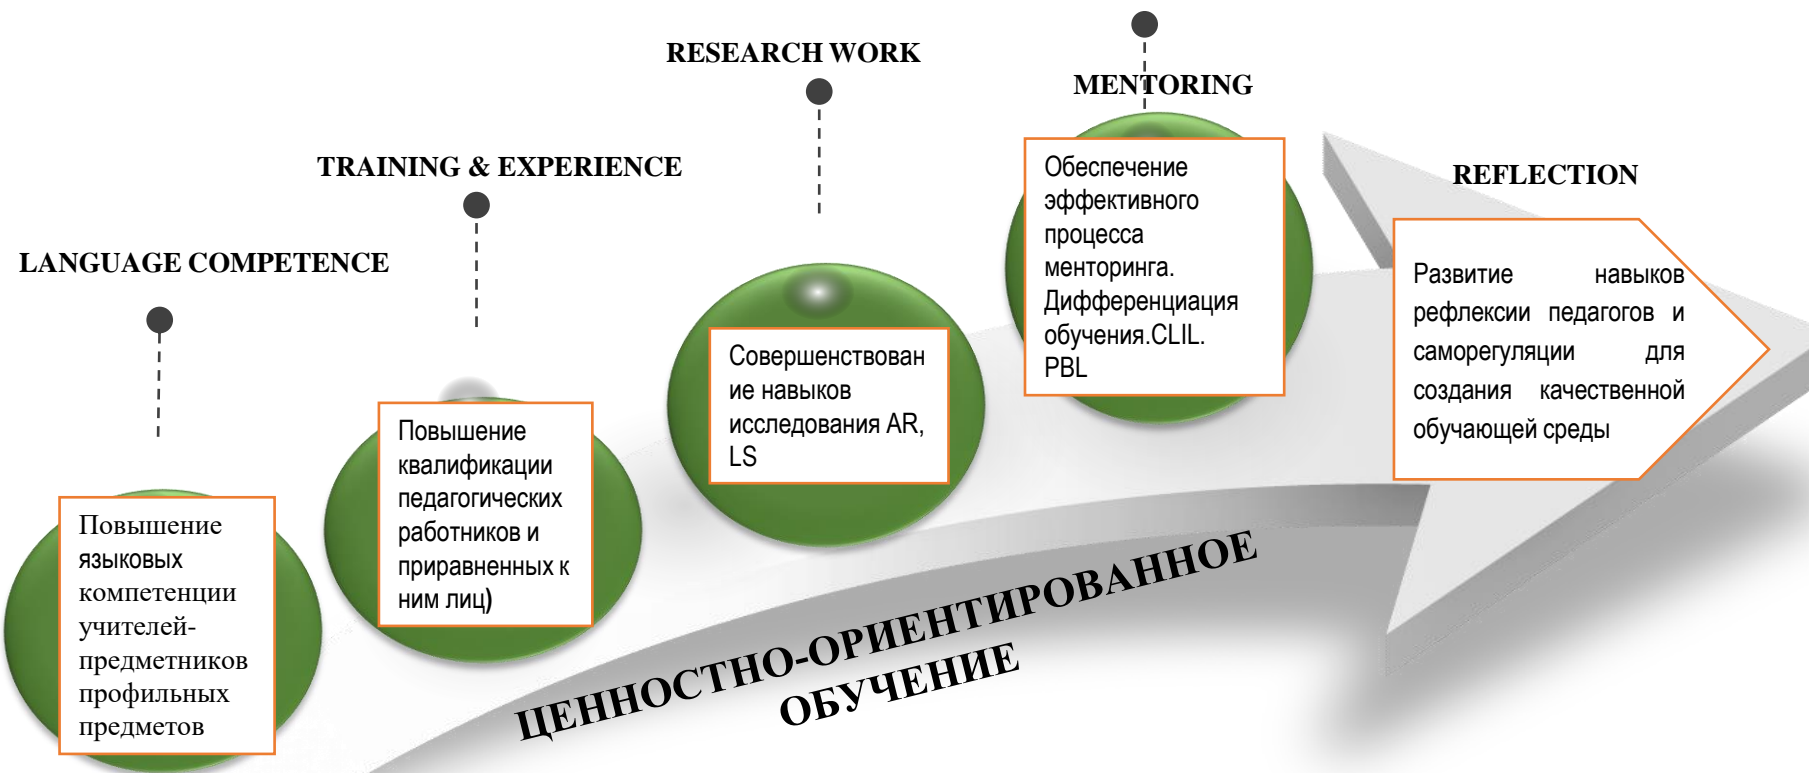 LANGUAGE COMPETENCE
Повышение
языковых
компетенции
учителей-
предметников
профильных
предметов
TRAINING & EXPERIENCE
Повышение
квалификации
педагогических
работников и
приравненных к
ним лиц)
RESEARCH WORK
Совершенствован
ие навыков
исследования AR,
LS
MENTORING
Обеспечение
эффективного
процесса
менторинга.
Дифференциация
обучения.CLIL.
PBL
REFLECTION
Развитие навыков
рефлексии педагогов и
саморегуляции для
создания качественной
обучающей среды
ЦЕННОСТНО-ОРИЕНТИРОВАННОЕ
ОБУЧЕНИЕ